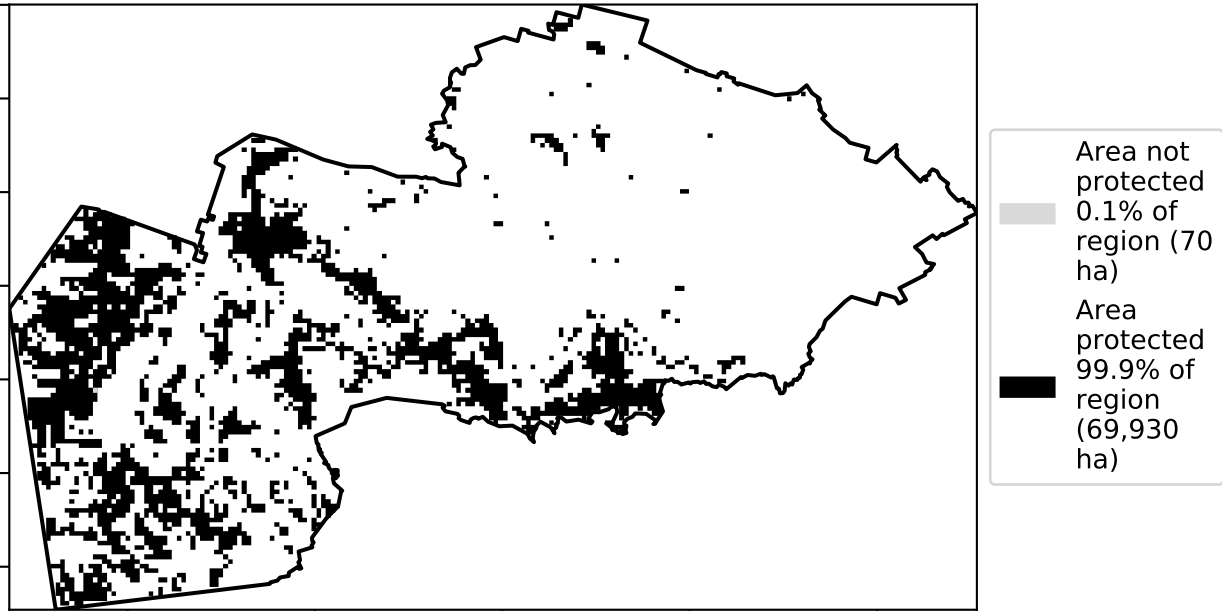 Area not
protected
0.1% of
region (70
ha)
Area
protected
99.9% of
region
(69,930
ha)